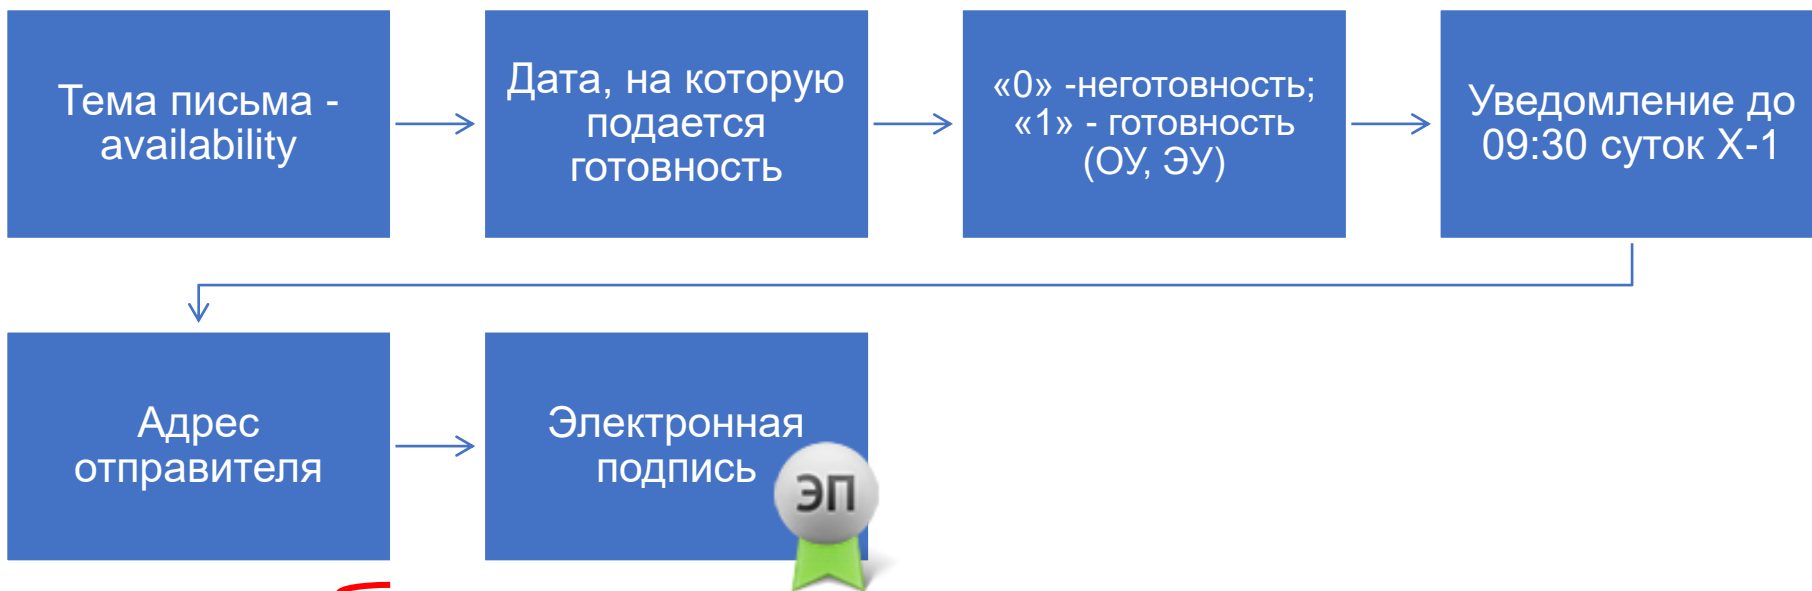 Тема письма -
availability
Дата, на которую
подается
готовность
«0» -неготовность;
«1» - готовность
(ОУ, ЭУ)
Уведомление до
09:30 суток X-1
Адрес
отправителя
Электронная
подпись
ЭП